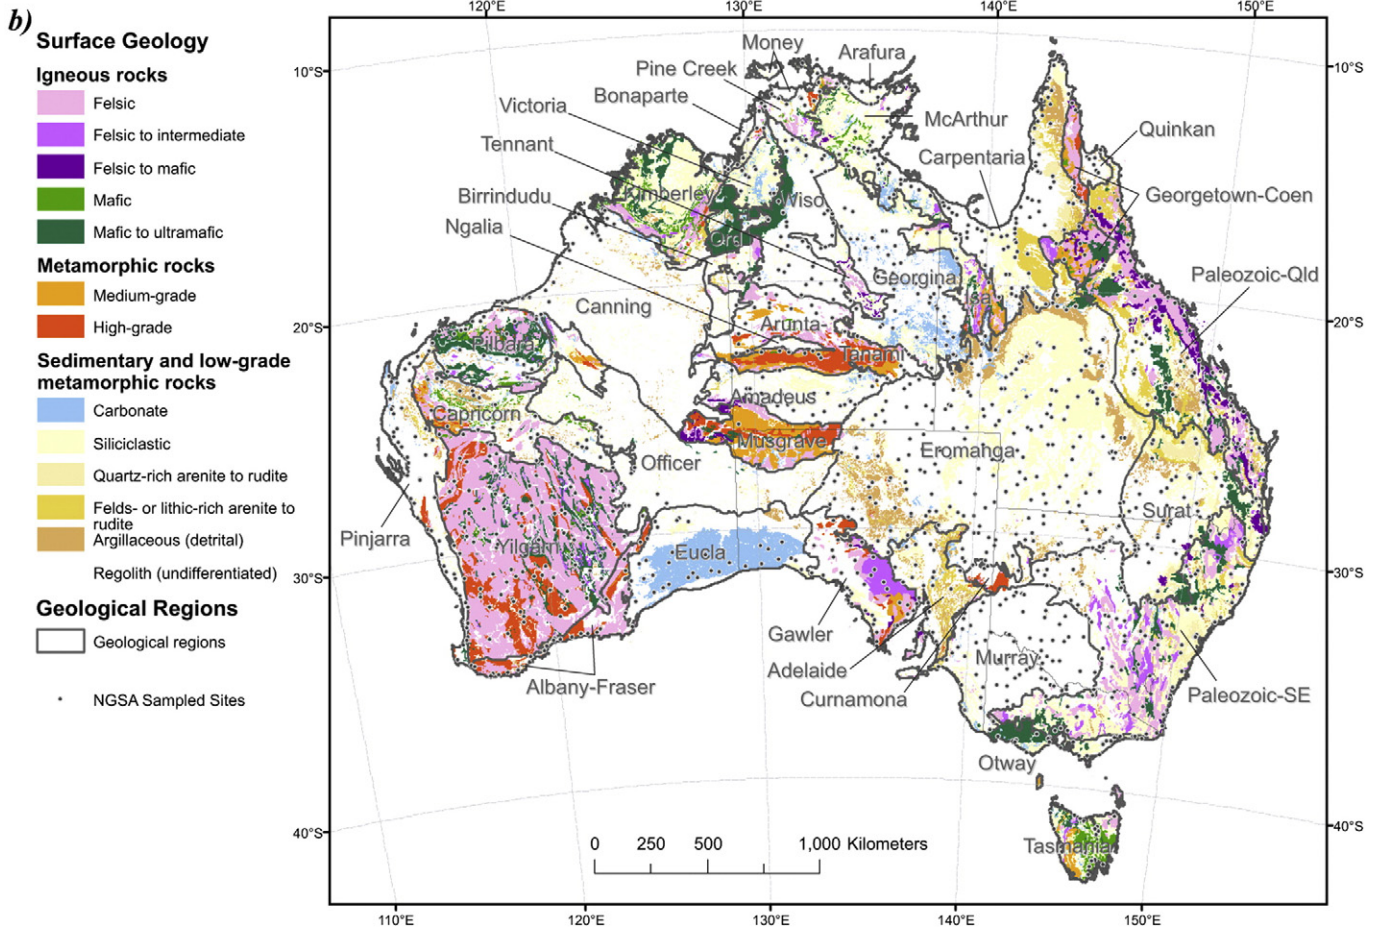 b)
Surface Geology
Igneous rocks
Felsic
Felsic to intermediate
Felsic to mafic
Mafic
Mafic to ultramafic
Metamorphic rocks
Medium-grade
High-grade
Sedimentary and low-grade
metamorphic rocks
Carbonate
Siliciclastic
Quartz-rich arenite to rudite
Felds- or lithic-rich arenite to
rudite
Argillaceous (detrital)
Regolith (undifferentiated)
Geological Regions
Geological regions
NGSA Sampled Sites
120°E
130°E
140°E
150°E
10°S
10°S
20°S
20°S
30°S
30°S
40°S
40°S
110°E
120°E
130°E
140°E
150°E
Money
Arafura
Pine Creek
Bonaparte
Victoria
McArthur
Tennant
Carpentaria
Quinkan
Birrindudu
Kimberley
Wiso
Georgetown-Coen
Ngalia
Ord
Georgina
Isa
Paleozoic-Qld
Canning
Arunta-
Tanami
Pilbara
Amadeus
Capricorn
Musgrave
Officer
Eromahga
Surat
Pinjarra
Yilgarn
Eucla
Gawler
Adelaide
Curnamona
Murray
Albany-Fraser
Paleozoic-SE
Otway
Tasmania
0
250
500
1,000 Kilometers